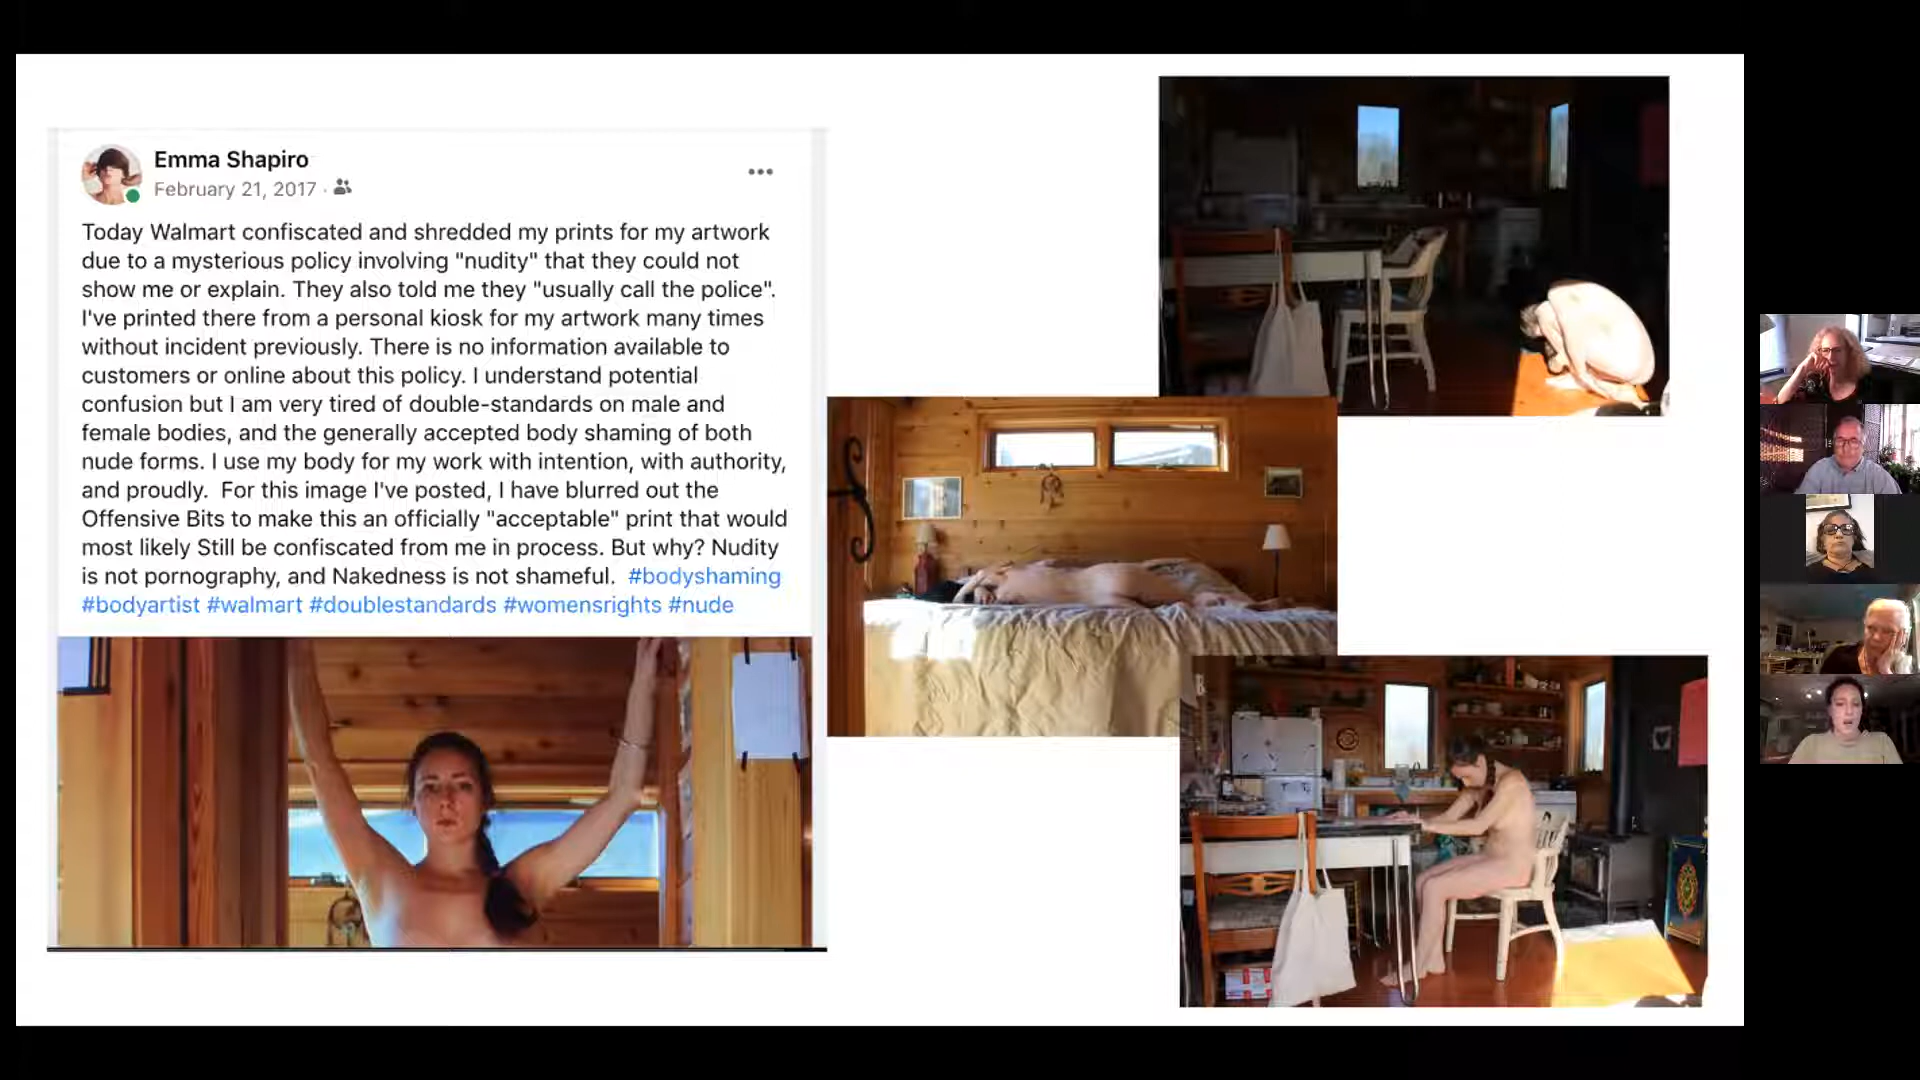 Emma Shapiro
February 21, 2017 ·
Today Walmart confiscated and shredded my prints for my artwork
due to a mysterious policy involving "nudity" that they could not
show me or explain. They also told me they "usually call the police".
I've printed there from a personal kiosk for my artwork many times
without incident previously. There is no information available to
customers or online about this policy. I understand potential
confusion but I am very tired of double-standards on male and
female bodies, and the generally accepted body shaming of both
nude forms. I use my body for my work with intention, with authority,
and proudly.  For this image I've posted, I have blurred out the
Offensive Bits to make this an officially "acceptable" print that would
most likely Still be confiscated from me in process. But why? Nudity
is not pornography, and Nakedness is not shameful.  #bodyshaming
#bodyartist #walmart #doublestandards #womensrights #nude